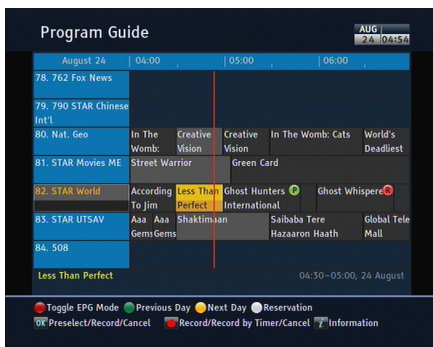 Program Guide
AUG
24 04:54
August 24 04:00 05:00 06:00
78. 762 Fox News
79. 790 STAR Chinese
Int'l
80. Nat. Geo In The Creative Creative In The Womb: Cats World's
Womb: Vision Vision Deadliest
81. STAR Movies ME Street Warrior Green Card
82. STAR World According Less Than Ghost Hunters P Ghost Whisperer R
To Jim Perfect International
83. STAR UTSAV Aaa Aaa Shaktimaan Saibaba Tere Global Tele
Gems Gems Hazaaron Haath Mall
84. 508
Less Than Perfect 04:30~05:00, 24 August
Toggle EPG Mode Previous Day Next Day Reservation
OK Preselect/Record/Cancel Record/Record by Timer/Cancel i Information